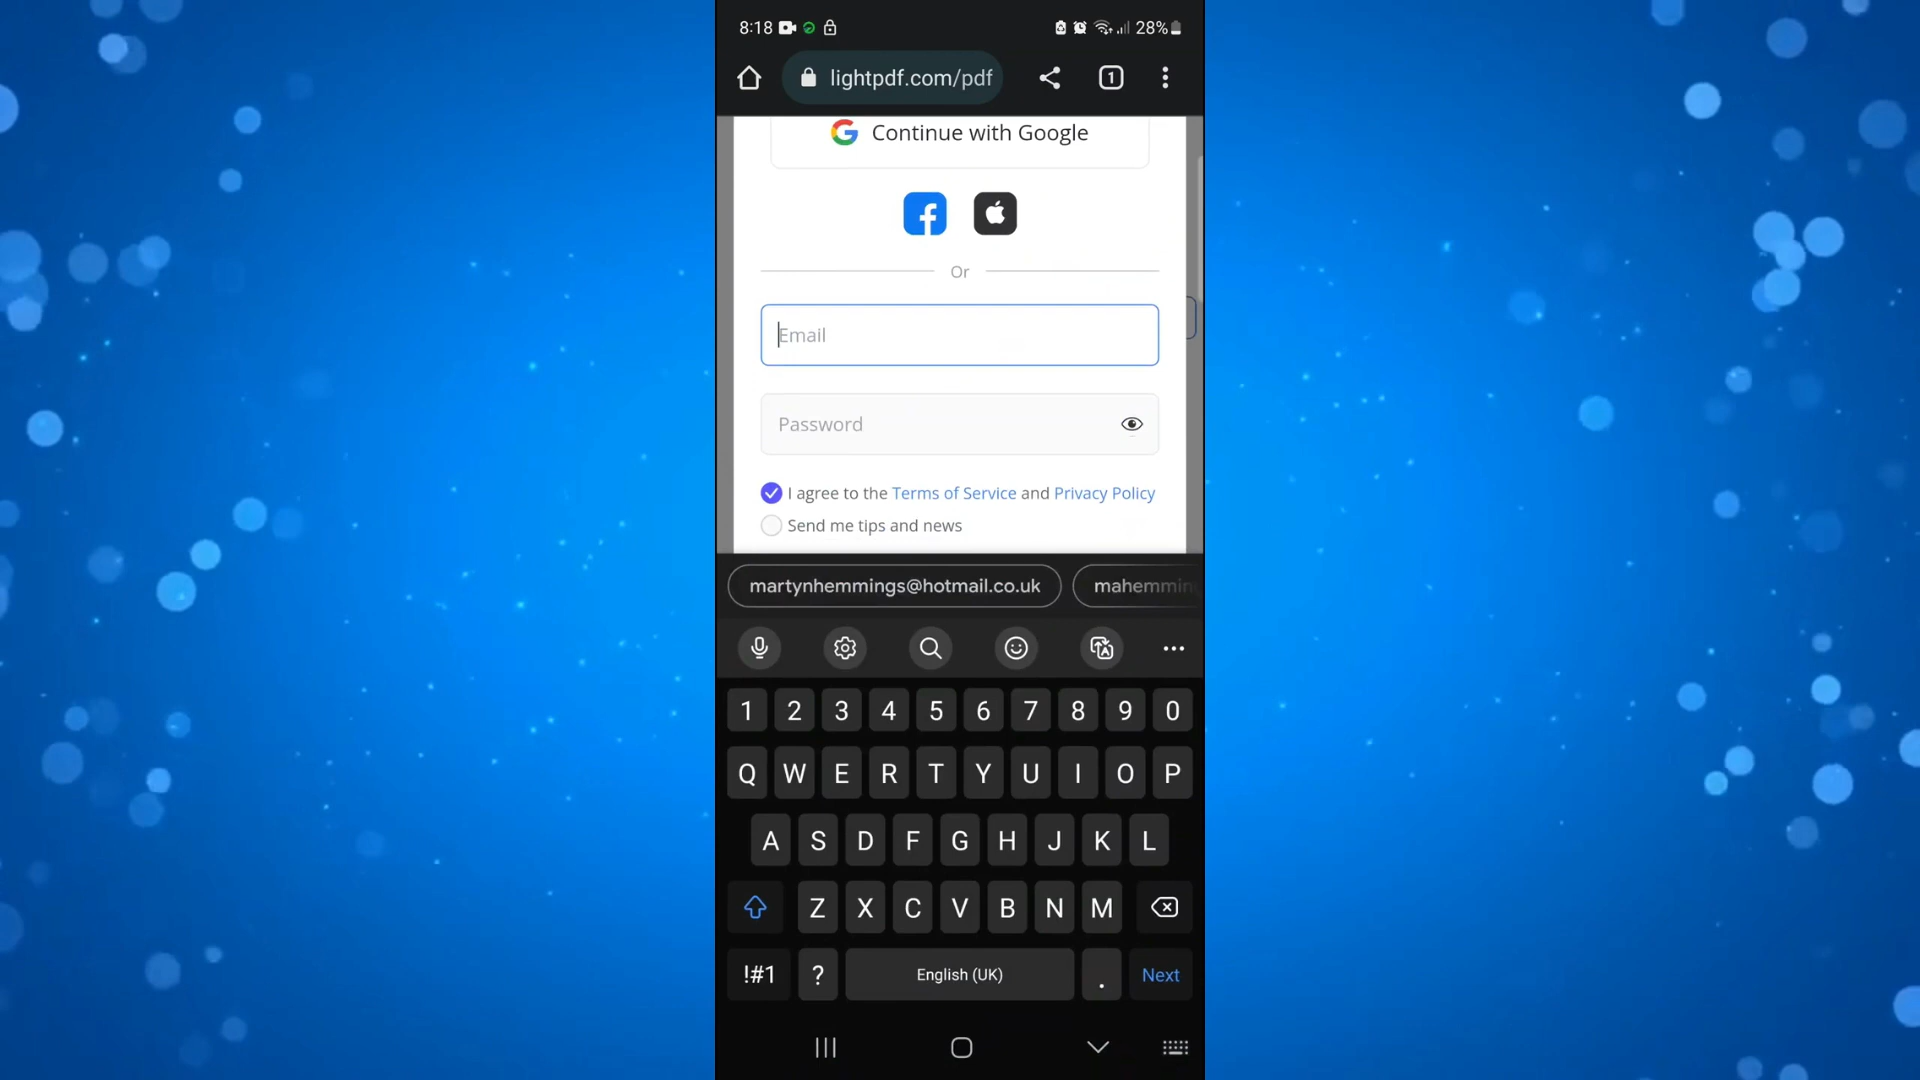 8:18 28%
lightpdf.com/pdf 1
Continue with Google
Or
Email
Password
I agree to the Terms of Service and Privacy Policy
Send me tips and news
martynhemmings@hotmail.co.uk
1 2 3 4 5 6 7 8 9 0
Q W E R T Y U I O P
A S D F G H J K L
Z X C V B N M
!#1 ? English (UK) . Next